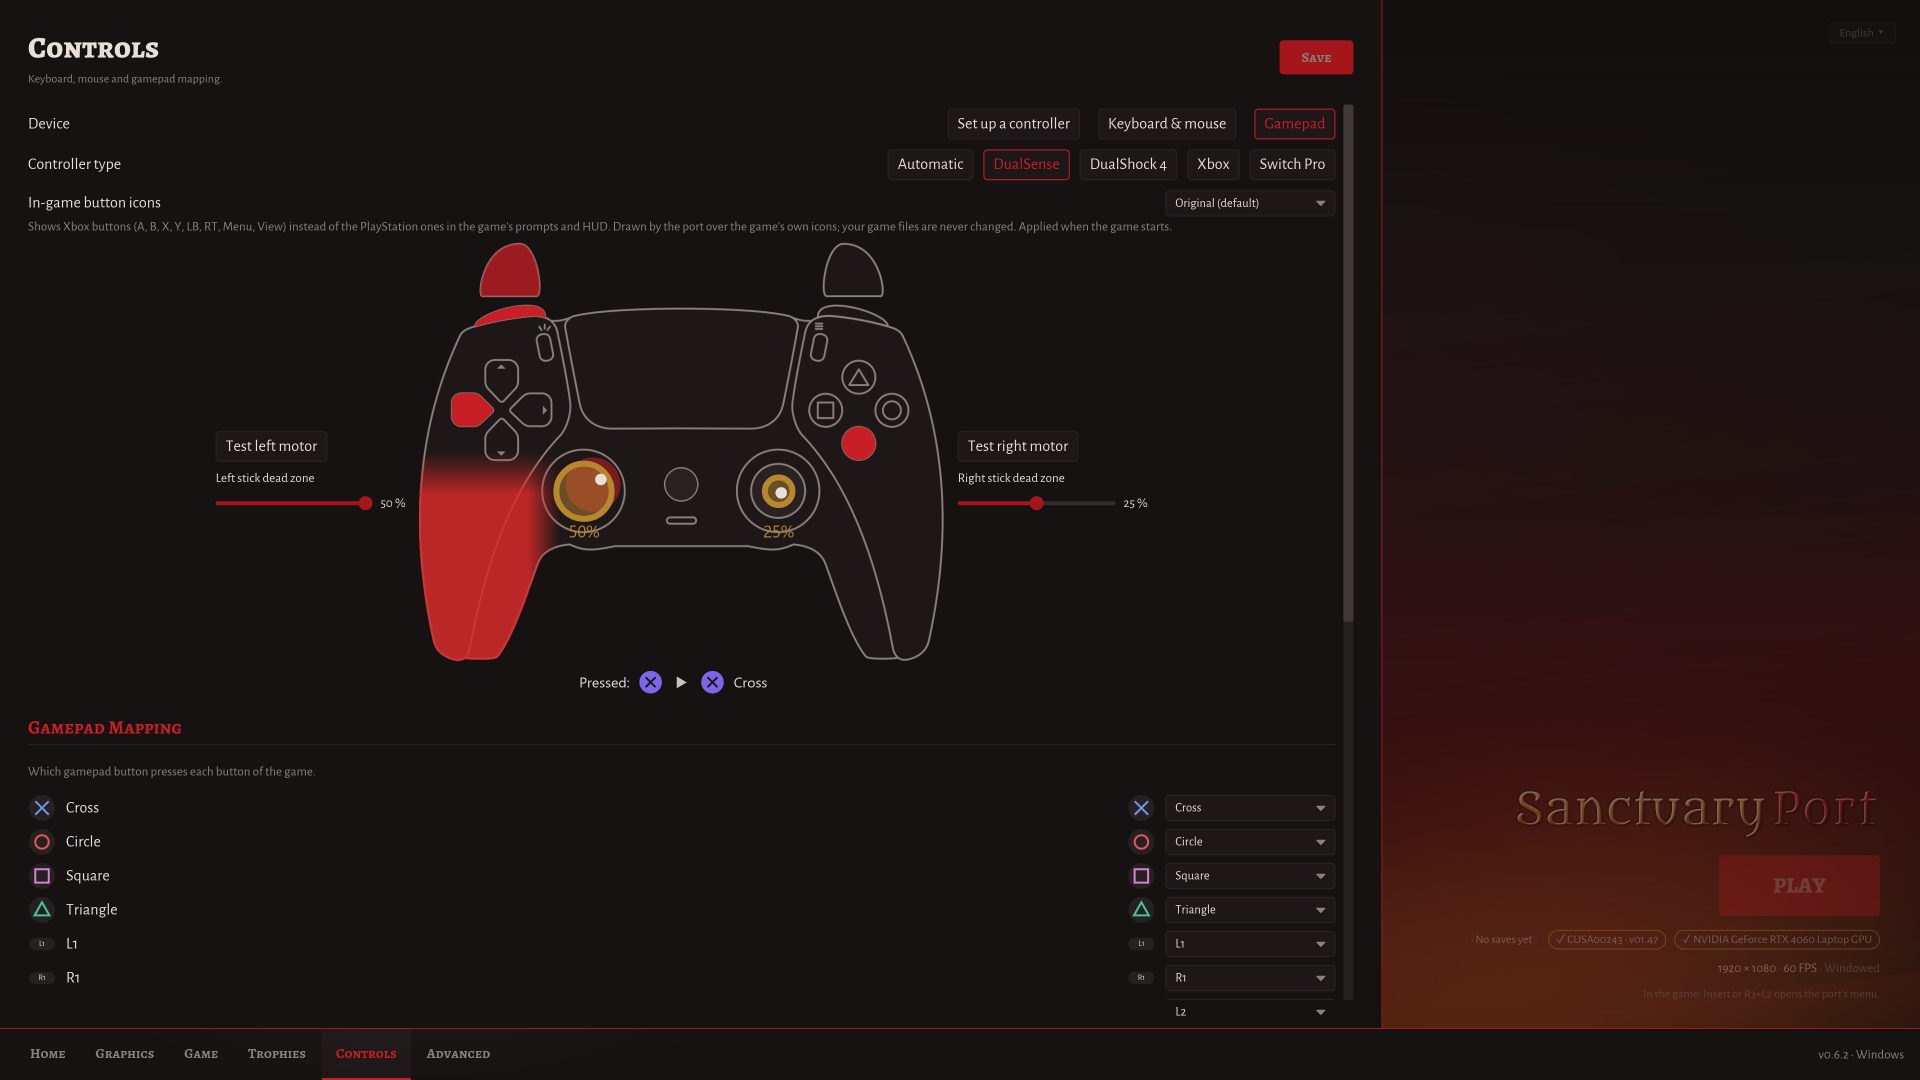 Controls
Keyboard, mouse and gamepad mapping.
Save
English
Device
Set up a controller
Keyboard & mouse
Gamepad
Controller type
Automatic
DualSense
DualShock 4
Xbox
Switch Pro
In-game button icons
Original (default)
Shows Xbox buttons (A, B, X, Y, LB, RT, Menu, View) instead of the PlayStation ones in the game's prompts and HUD. Drawn by the port over the game's own icons; your game files are never changed. Applied when the game starts.
Test left motor
Left stick dead zone
50 %
50%
25%
Test right motor
Right stick dead zone
25 %
Pressed: Cross
Gamepad Mapping
Which gamepad button presses each button of the game.
Cross Cross
Circle Circle
Square Square
Triangle Triangle
L1 L1 L1 L1
R1 R1 R1 R1
L2
Sanctuary Port
PLAY
· No saves yet
✓ CUSA00243 · v01.47
✓ NVIDIA GeForce RTX 4060 Laptop GPU
1920 × 1080 · 60 FPS · Windowed
In the game: Insert or R3+L2 opens the port's menu.
Home
Graphics
Game
Trophies
Controls
Advanced
v0.6.2 · Windows